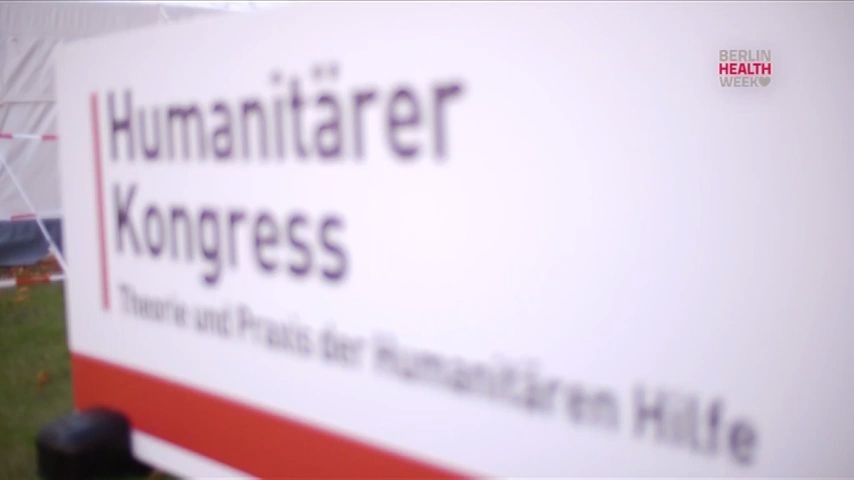 BERLIN
HEALTH
WEEK
Humanitärer
Kongress
Theorie und Praxis der Humanitären Hilfe